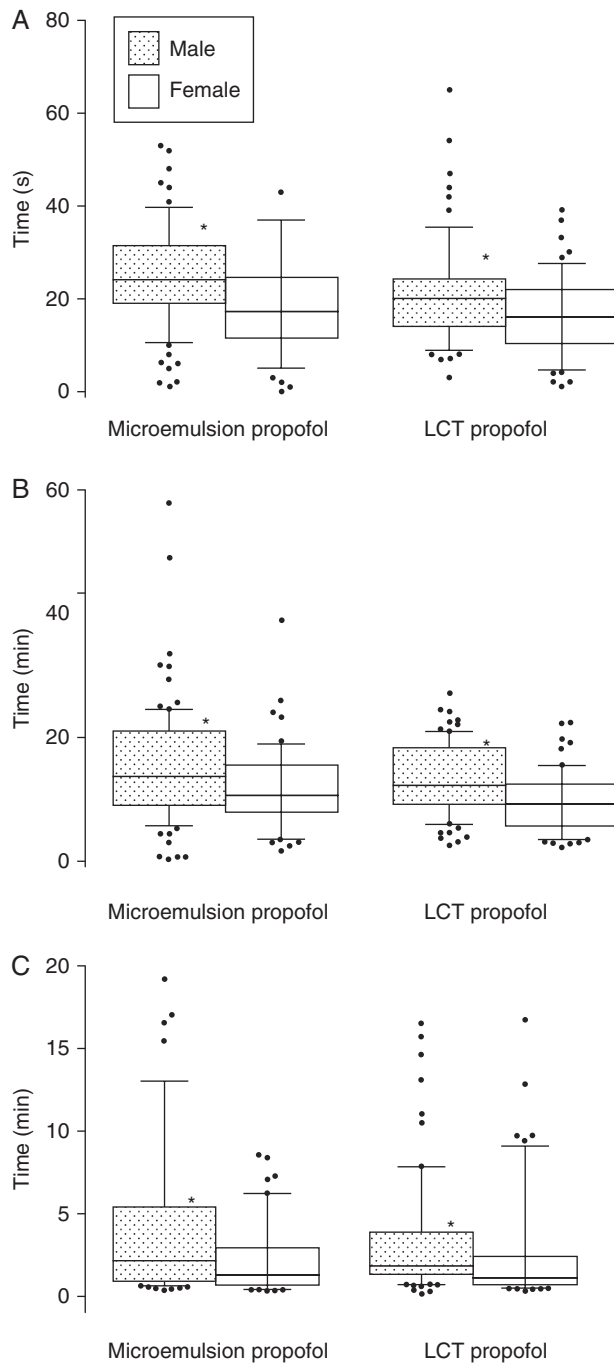 A
80
60
40
20
0
Time (s)
Male
Female
*
*
Microemulsion propofol
LCT propofol
B
60
40
20
0
Time (min)
*
*
Microemulsion propofol
LCT propofol
C
20
15
10
5
0
Time (min)
*
*
Microemulsion propofol
LCT propofol